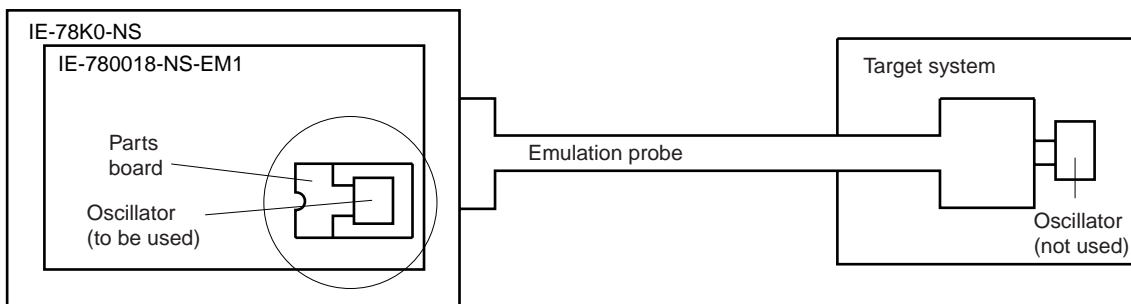 IE-78K0-NS
IE-780018-NS-EM1
Parts
board
Oscillator
(to be used)
Emulation probe
Target system
Oscillator
(not used)